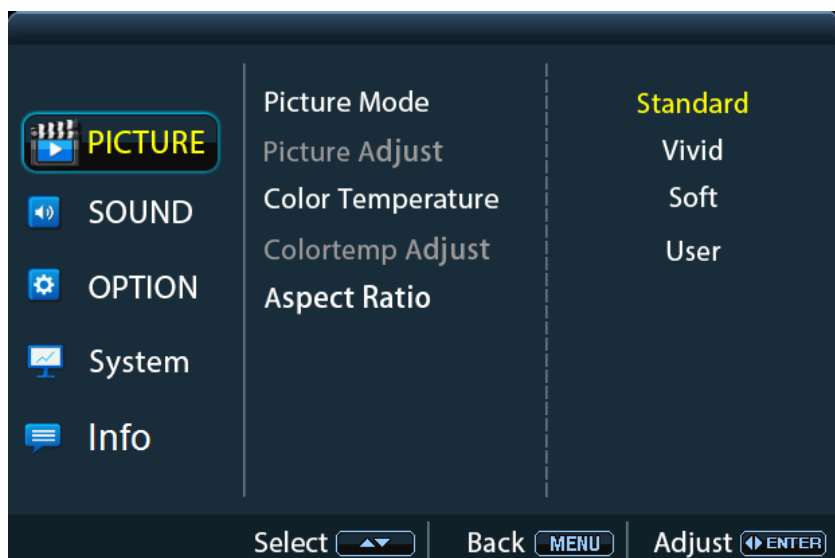 PICTURE
SOUND
OPTION
System
Info
Picture Mode
Picture Adjust
Color Temperature
Colortemp Adjust
Aspect Ratio
Standard
Vivid
Soft
User
Select Back MENU Adjust ENTER